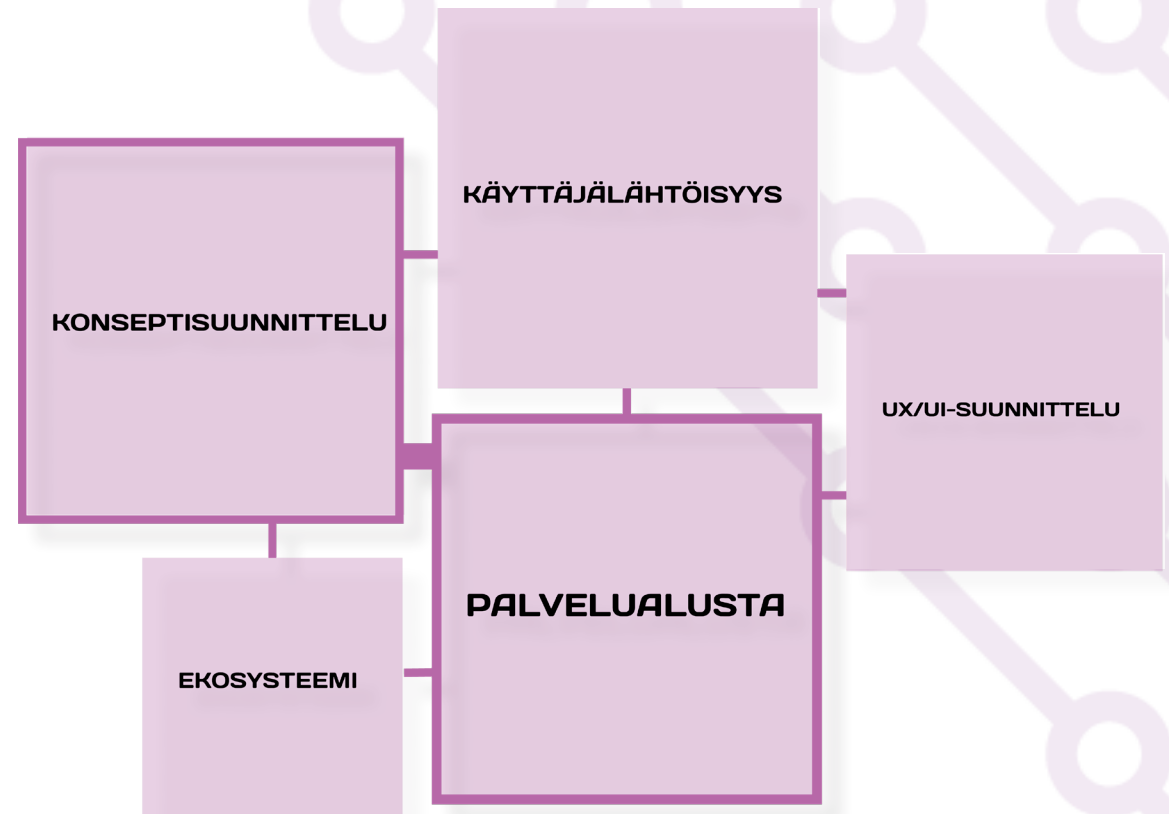 KÄYTTÄJÄLÄHTÖISYYS
KONSEPTISUUNNITTELU
UX/UI-SUUNNITTELU
PALVELUALUSTA
EKOSYSTEEMI